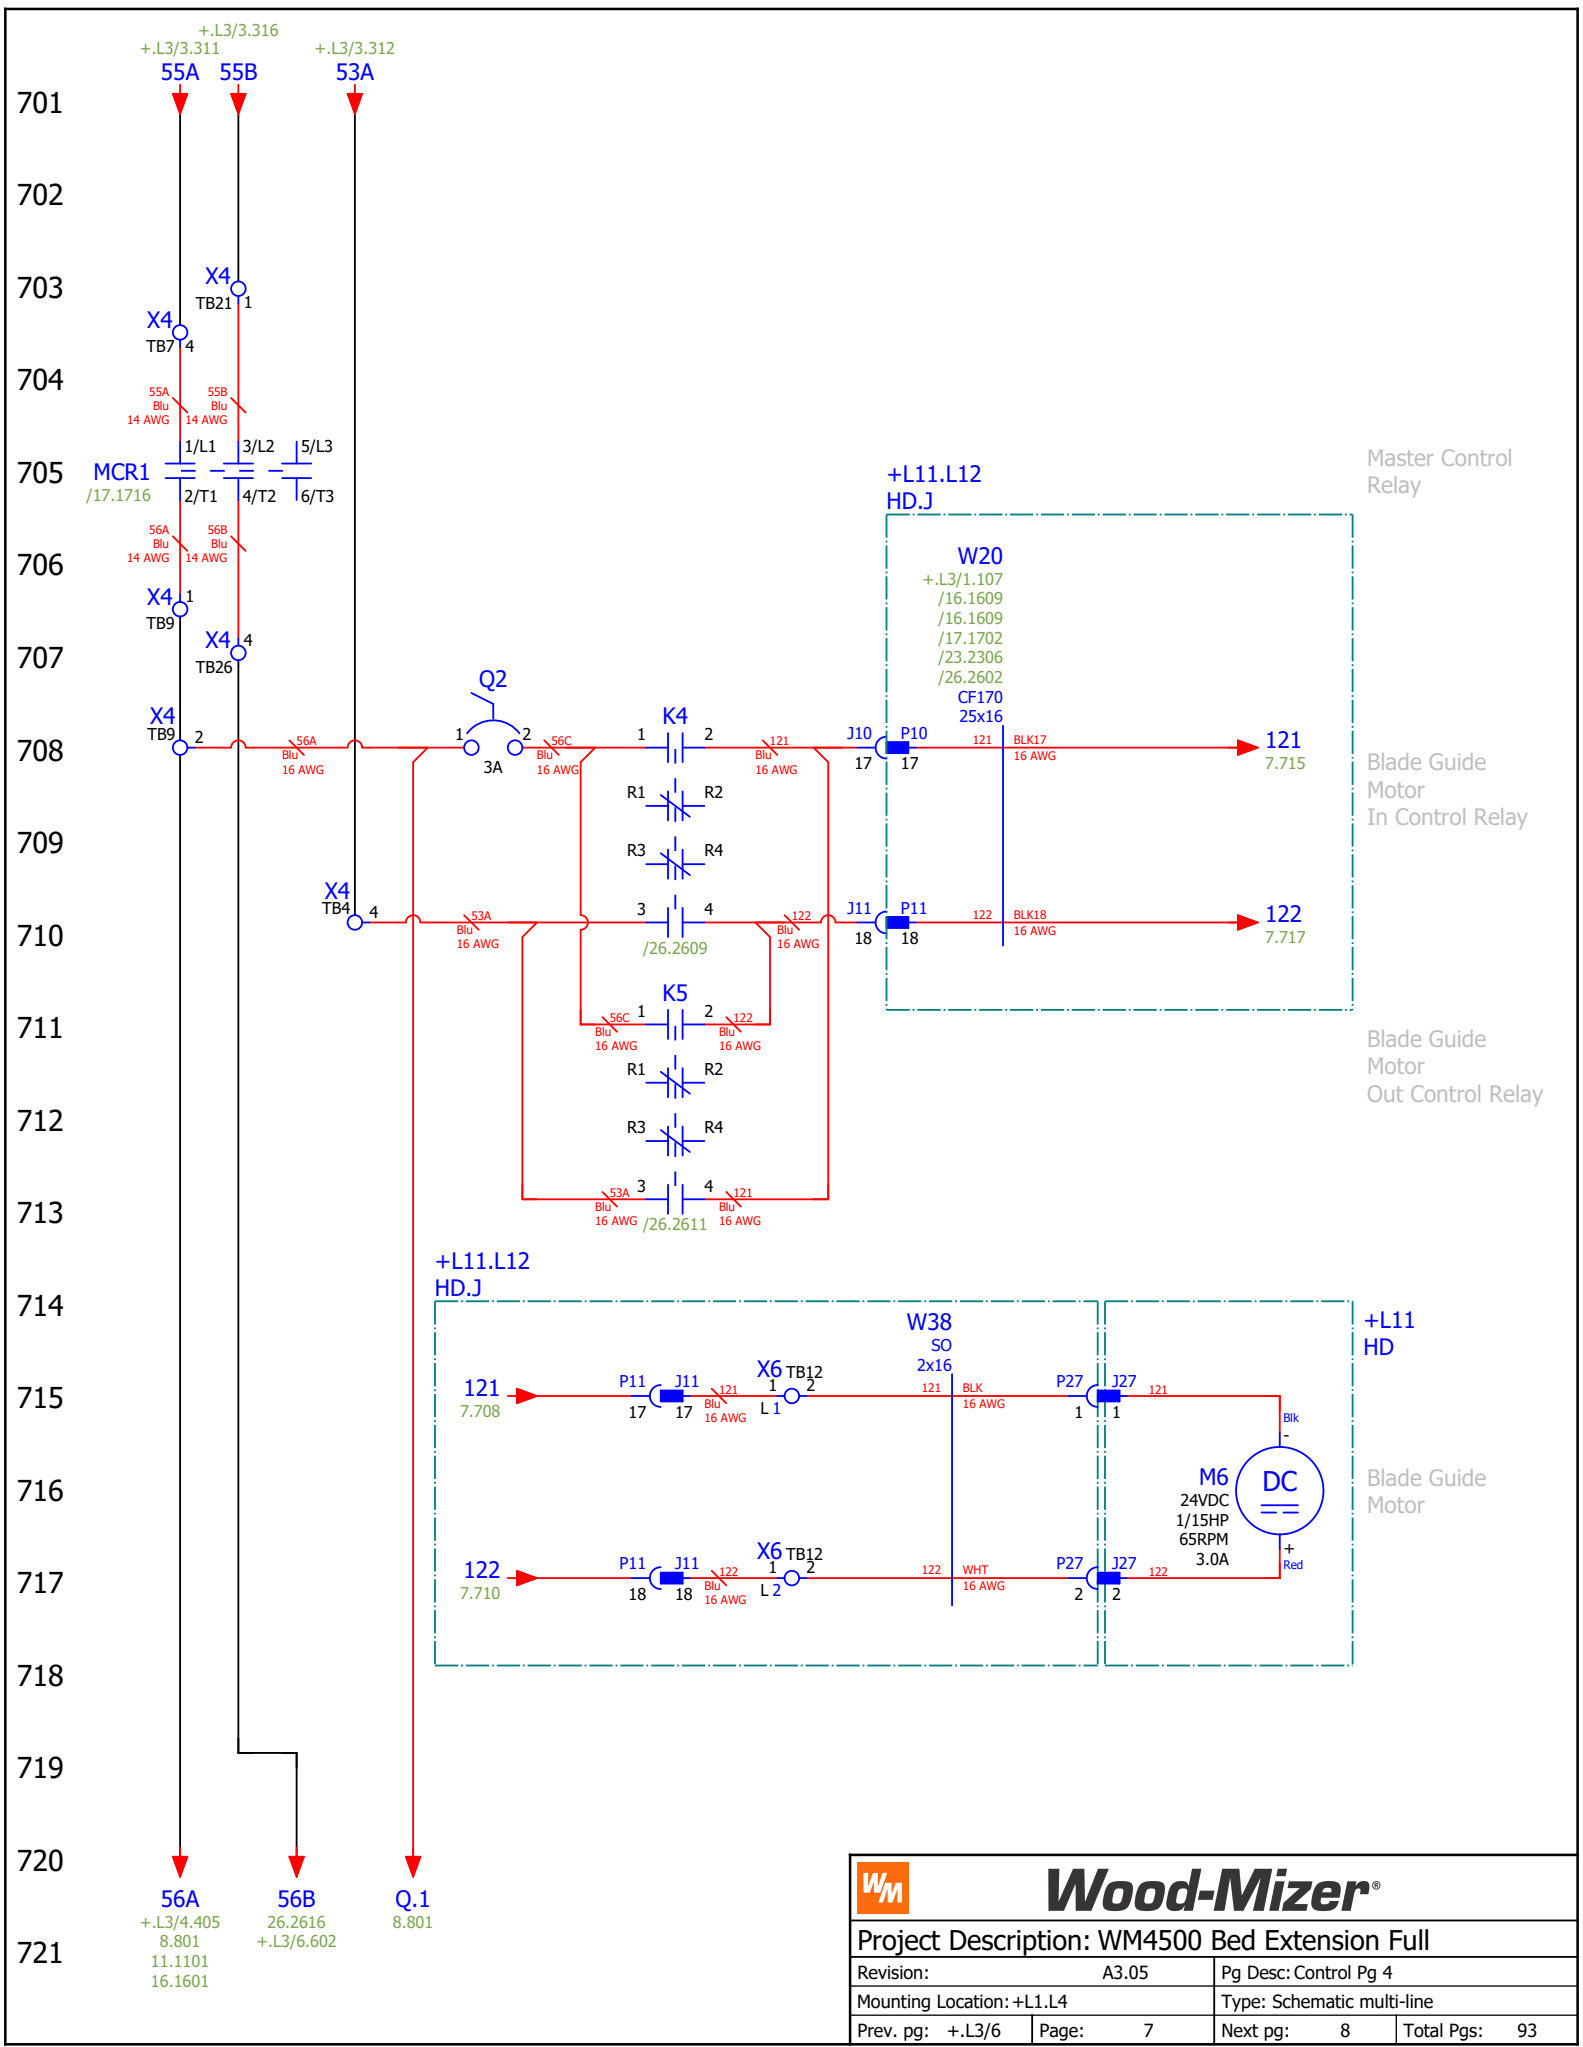 +.L3/3.316
+.L3/3.311
+.L3/3.312
55A 55B 53A
701
702
703
X4
TB21 1
X4
TB7 4
704
55A
Blu
14 AWG
55B
Blu
14 AWG
1/L1 3/L2 5/L3
705
MCR1
/17.1716
2/T1 4/T2 6/T3
Master Control
Relay
56A
Blu
14 AWG
56B
Blu
14 AWG
706
X4 1
TB9
X4 4
TB26
707
+L11.L12
HD.J
W20
+.L3/1.107
/16.1609
/16.1609
/17.1702
/23.2306
/26.2602
CF170
25x16
X4
TB9 2
708
56A
Blu
16 AWG
Q2
1 2
3A
56C
Blu
16 AWG
K4
1 2
121
Blu
16 AWG
J10 P10
17 17
121 BLK17
16 AWG
121
7.715
Blade Guide
Motor
In Control Relay
R1 R2
709
R3 R4
X4
TB4 4
710
53A
Blu
16 AWG
3 4
/26.2609
122
Blu
16 AWG
J11 P11
18 18
122 BLK18
16 AWG
122
7.717
K5
711
56C
Blu
16 AWG
1 2
122
Blu
16 AWG
Blade Guide
Motor
Out Control Relay
R1 R2
712
R3 R4
713
53A
Blu
16 AWG
3 4
/26.2611
121
Blu
16 AWG
+L11.L12
HD.J
714
W38
SO
2x16
+L11
HD
715
121
7.708
P11 J11
17 17
121
Blu
16 AWG
X6 TB12
1 2
L 1
121 BLK
16 AWG
P27 J27
1 1
121
Blk
-
716
M6
24VDC
1/15HP
65RPM
3.0A
DC
Blade Guide
Motor
+
Red
717
122
7.710
P11 J11
18 18
122
Blu
16 AWG
X6 TB12
1 2
L 2
122 WHT
16 AWG
P27 J27
2 2
122
718
719
720
56A
+.L3/4.405
8.801
11.1101
16.1601
56B
26.2616
+.L3/6.602
Q.1
8.801
721
WM
Wood-Mizer®
Project Description: WM4500 Bed Extension Full
Revision: A3.05 Pg Desc: Control Pg 4
Mounting Location: +L1.L4 Type: Schematic multi-line
Prev. pg: +.L3/6 Page: 7 Next pg: 8 Total Pgs: 93